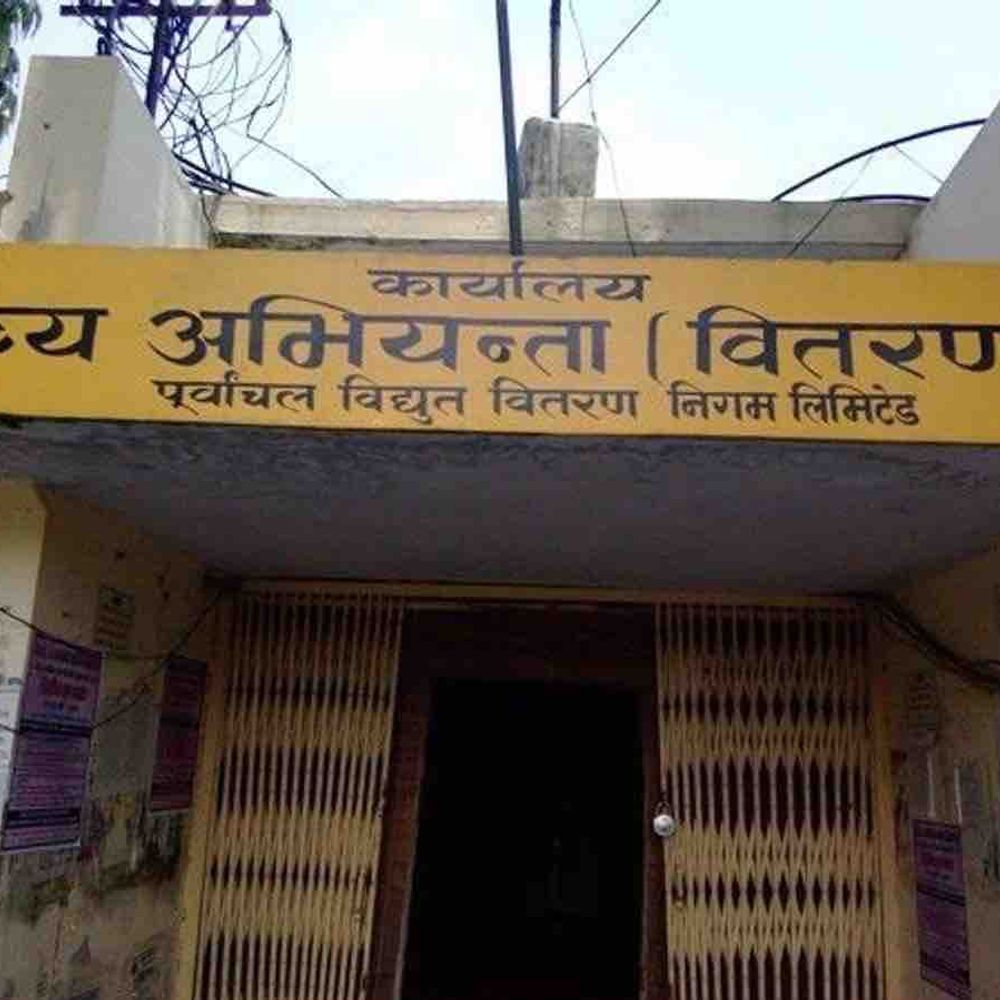 कार्यालय
ख्य अभियन्ता (वितरण
पूर्वांचल विद्युत वितरण निगम लिमिटेड